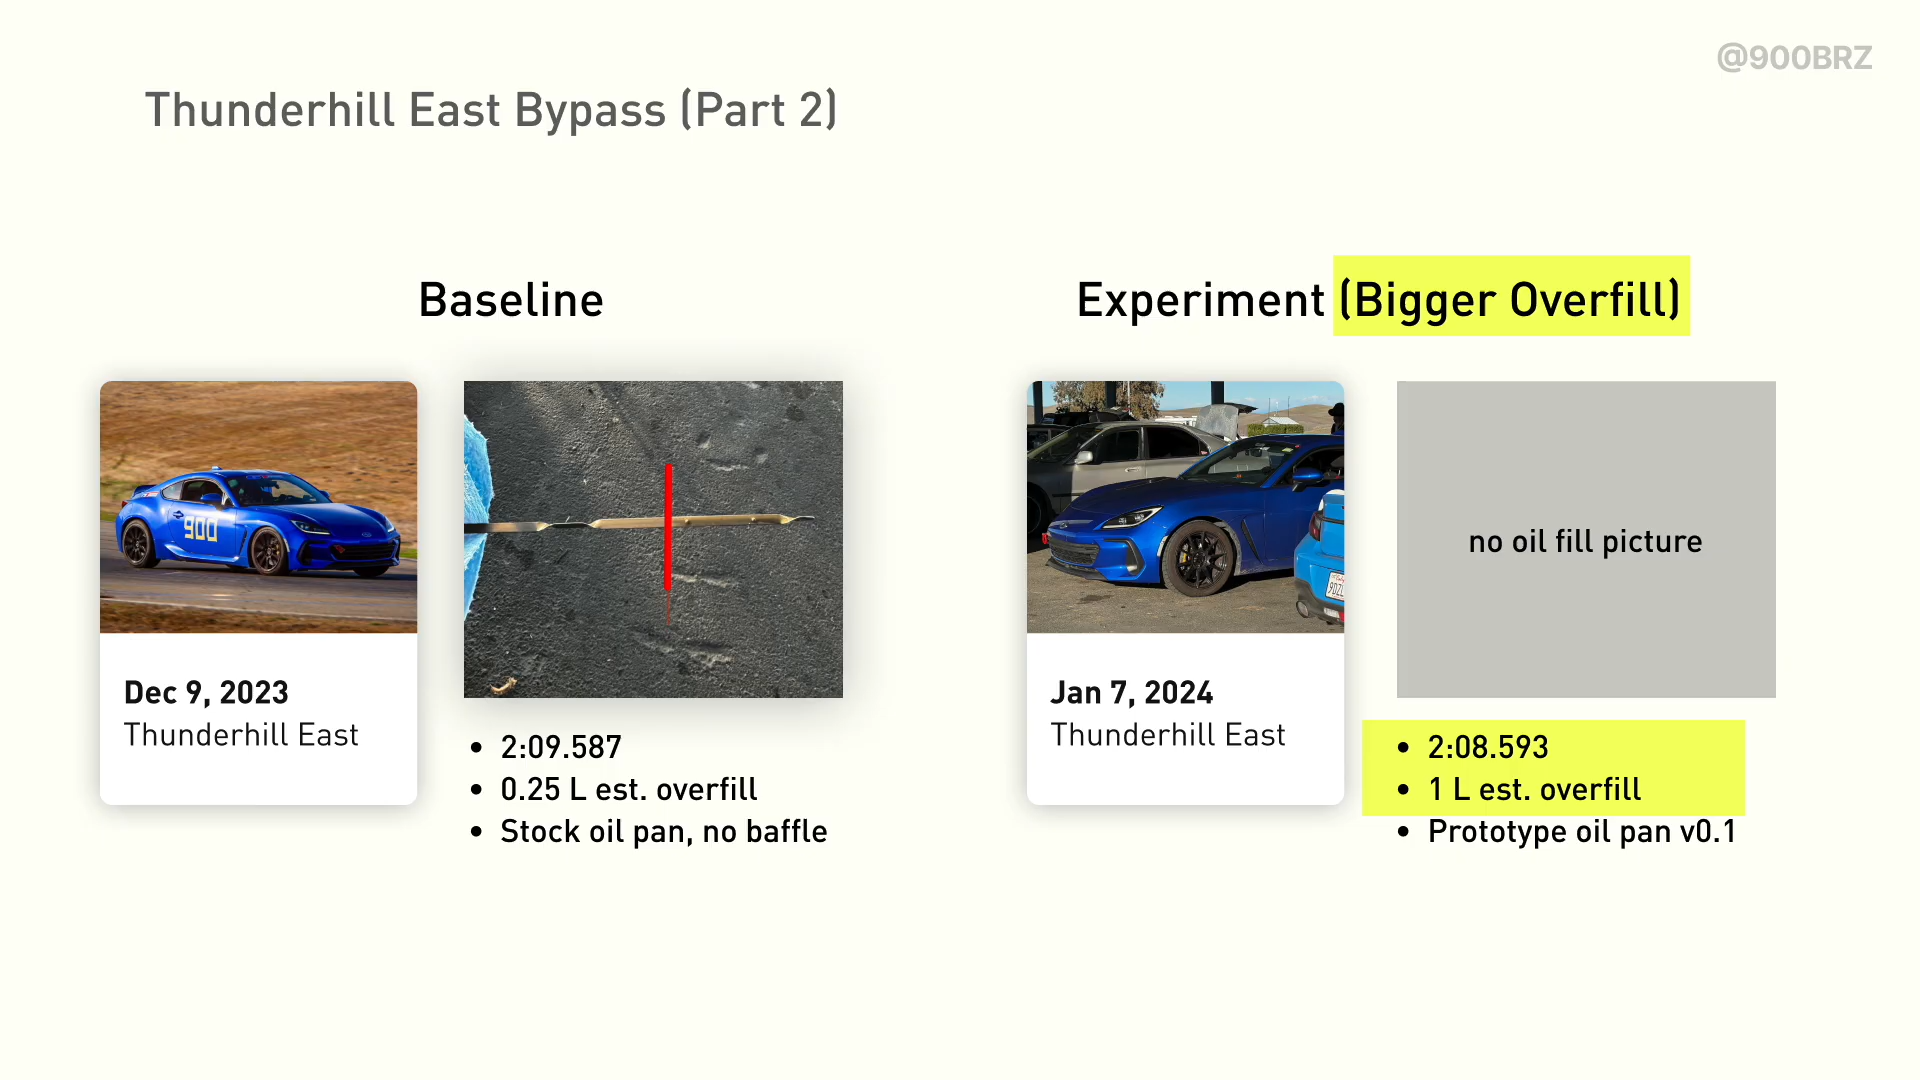 @900BRZ
Thunderhill East Bypass (Part 2)
Baseline
900
Dec 9, 2023
Thunderhill East
• 2:09.587
• 0.25 L est. overfill
• Stock oil pan, no baffle
Experiment (Bigger Overfill)
Jan 7, 2024
Thunderhill East
no oil fill picture
• 2:08.593
• 1 L est. overfill
• Prototype oil pan v0.1